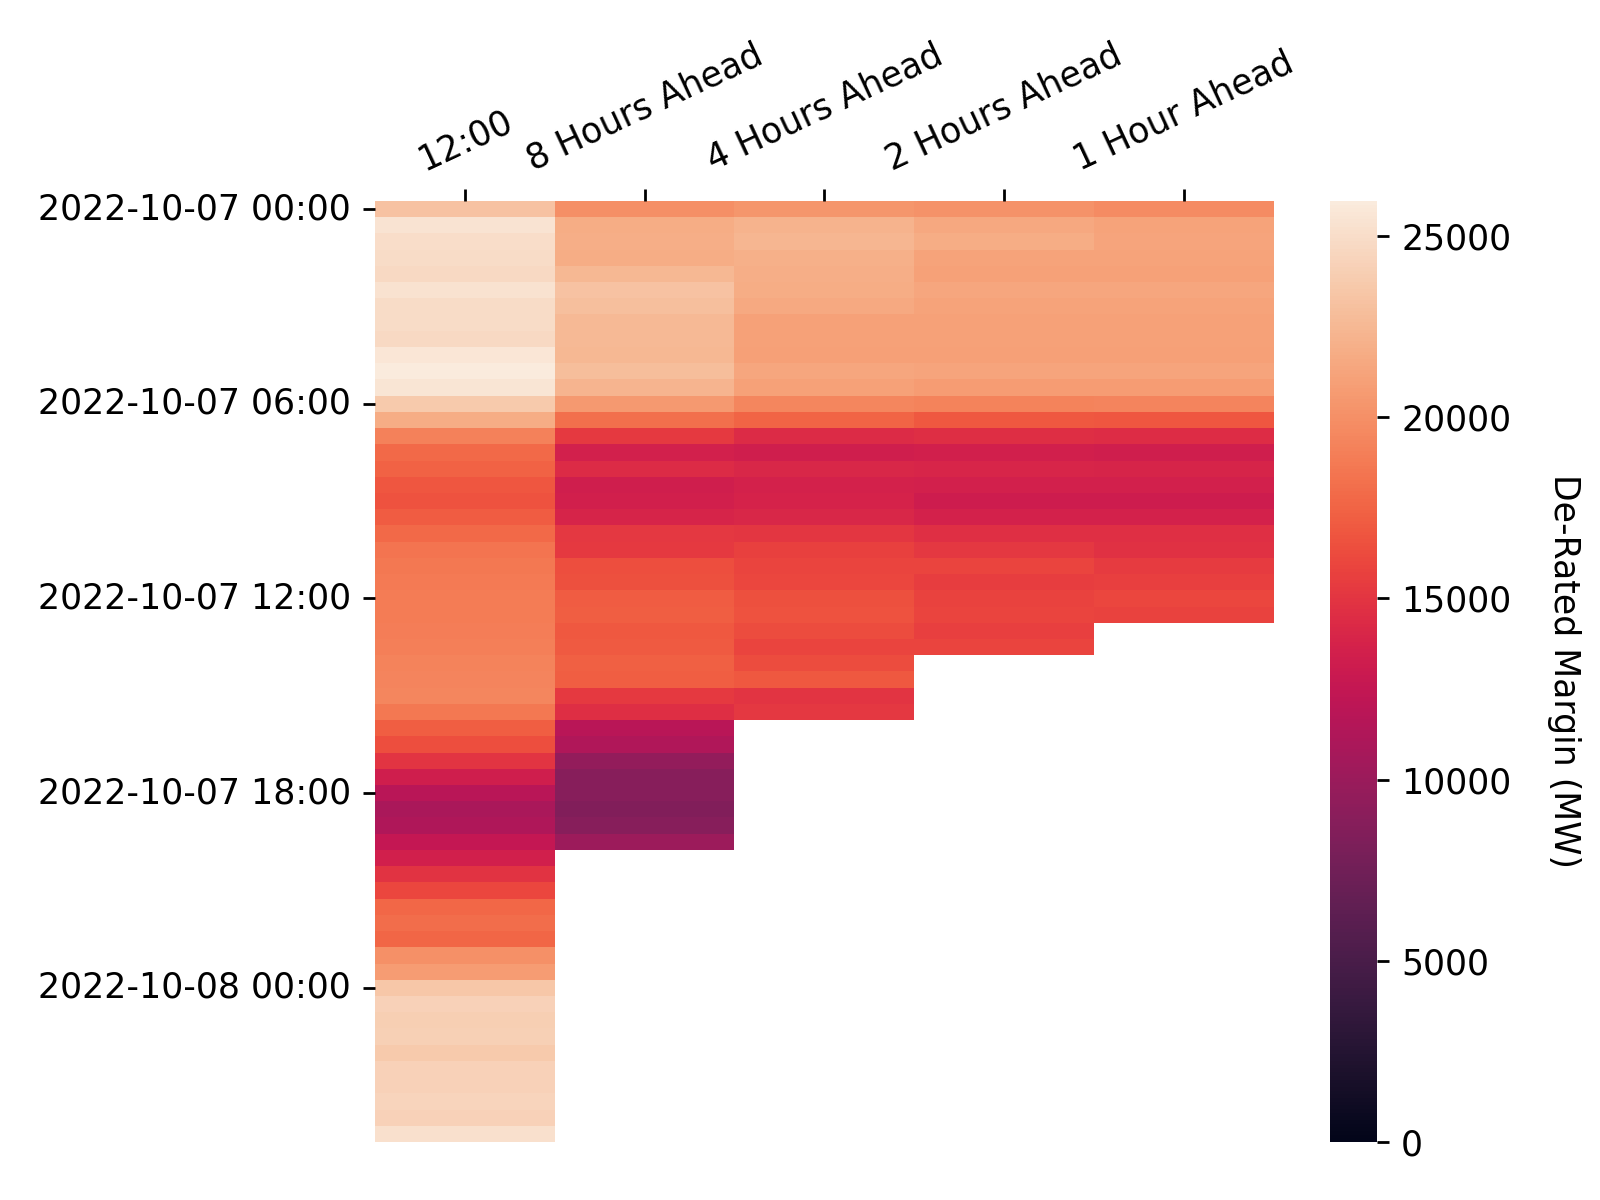 12:00
8 Hours Ahead
4 Hours Ahead
2 Hours Ahead
1 Hour Ahead
2022-10-07 00:00
2022-10-07 06:00
2022-10-07 12:00
2022-10-07 18:00
2022-10-08 00:00
25000
20000
15000
10000
5000
0
De-Rated Margin (MW)